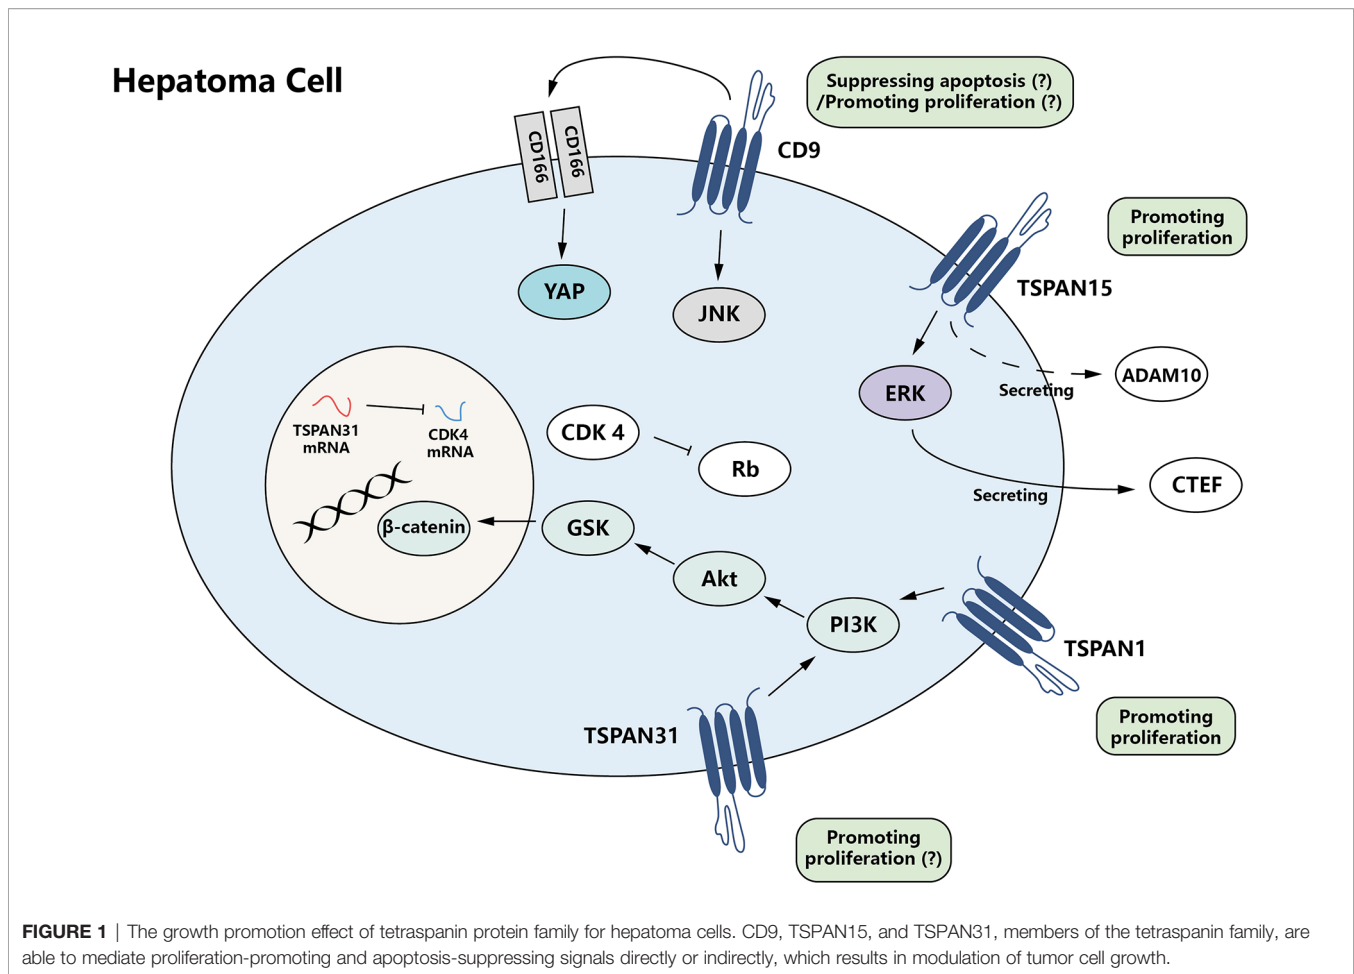 Hepatoma Cell
Suppressing apoptosis (?)
/Promoting proliferation (?)
CD166
CD166
CD9
Promoting
proliferation
TSPAN15
YAP
JNK
ADAM10
Secreting
ERK
TSPAN31
mRNA
CDK4
mRNA
CDK 4
Rb
CTEF
Secreting
β-catenin
GSK
Akt
PI3K
TSPAN1
TSPAN31
Promoting
proliferation
Promoting
proliferation (?)
FIGURE 1 | The growth promotion effect of tetraspanin protein family for hepatoma cells. CD9, TSPAN15, and TSPAN31, members of the tetraspanin family, are
able to mediate proliferation-promoting and apoptosis-suppressing signals directly or indirectly, which results in modulation of tumor cell growth.